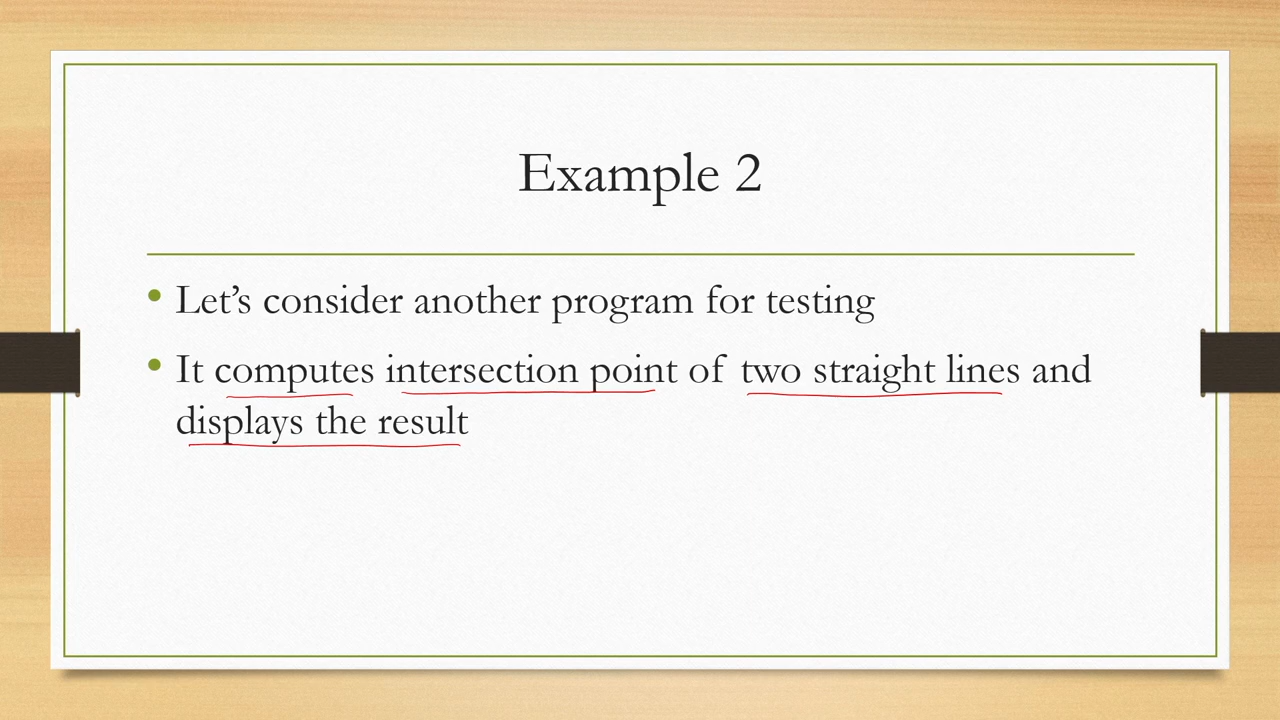 Example 2
• Let’s consider another program for testing
• It computes intersection point of two straight lines and
displays the result